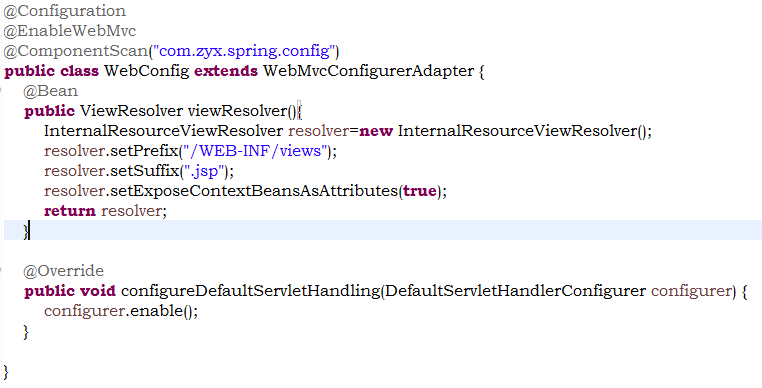 @Configuration
@EnableWebMvc
@ComponentScan("com.zyx.spring.config")
public class WebConfig extends WebMvcConfigurerAdapter {
@Bean
public ViewResolver viewResolver(){
InternalResourceViewResolver resolver=new InternalResourceViewResolver();
resolver.setPrefix("/WEB-INF/views");
resolver.setSuffix(".jsp");
resolver.setExposeContextBeansAsAttributes(true);
return resolver;
}
@Override
public void configureDefaultServletHandling(DefaultServletHandlerConfigurer configurer) {
configurer.enable();
}
}